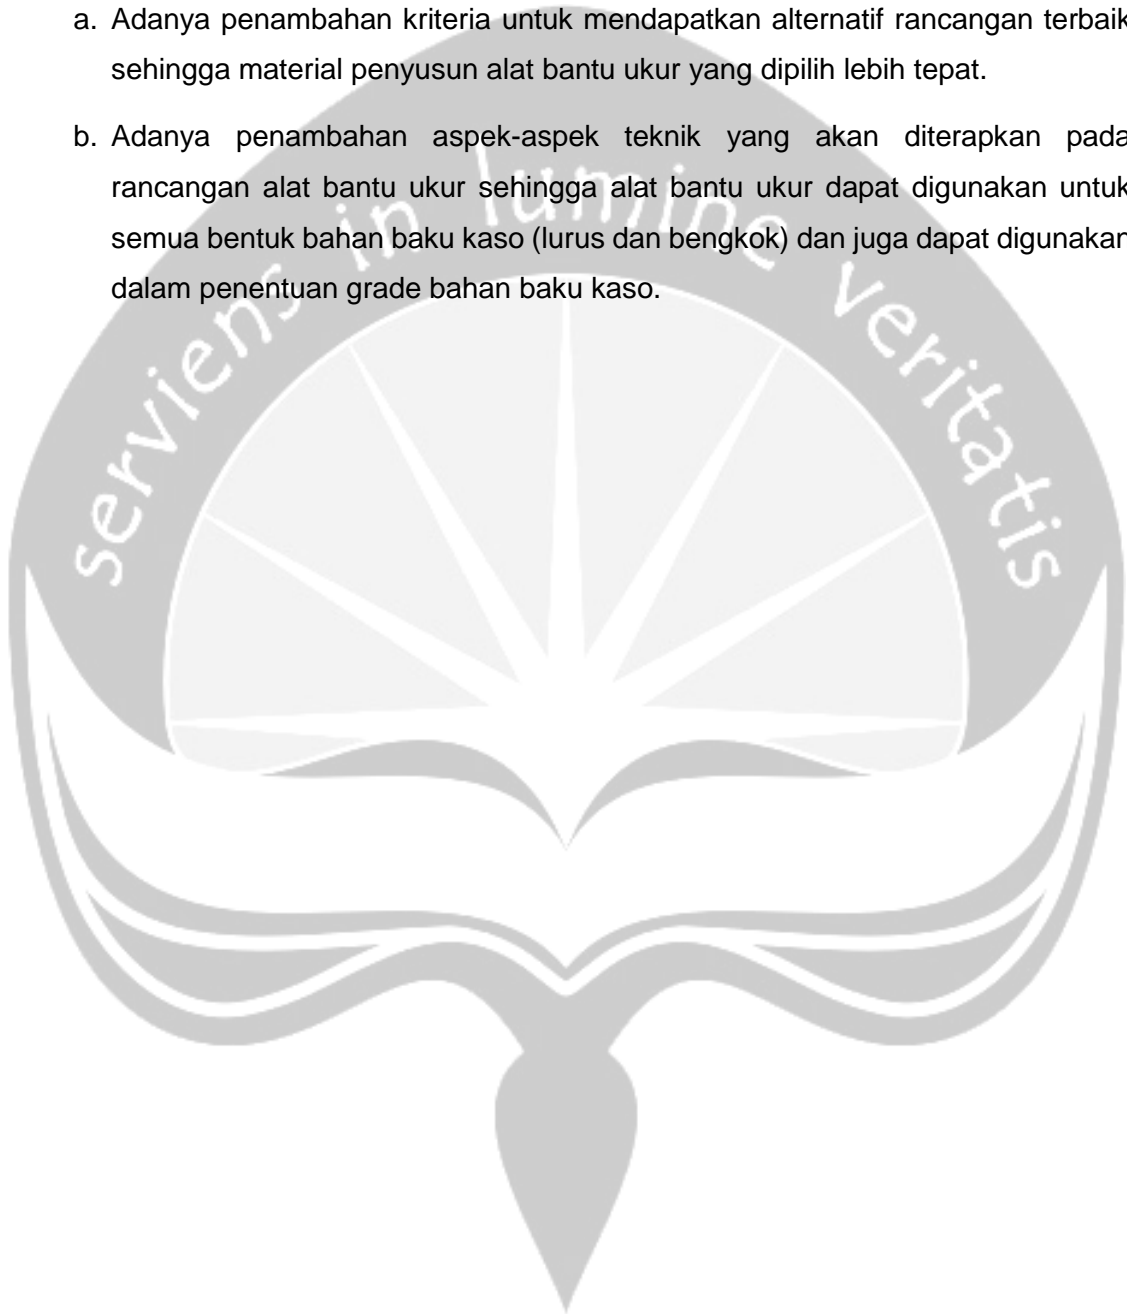 a. Adanya penambahan kriteria untuk mendapatkan alternatif rancangan terbaik
sehingga material penyusun alat bantu ukur yang dipilih lebih tepat.
b. Adanya penambahan aspek-aspek teknik yang akan diterapkan pada
rancangan alat bantu ukur sehingga alat bantu ukur dapat digunakan untuk
semua bentuk bahan baku kaso (lurus dan bengkok) dan juga dapat digunakan
dalam penentuan grade bahan baku kaso.
serviens in lumine veritatis